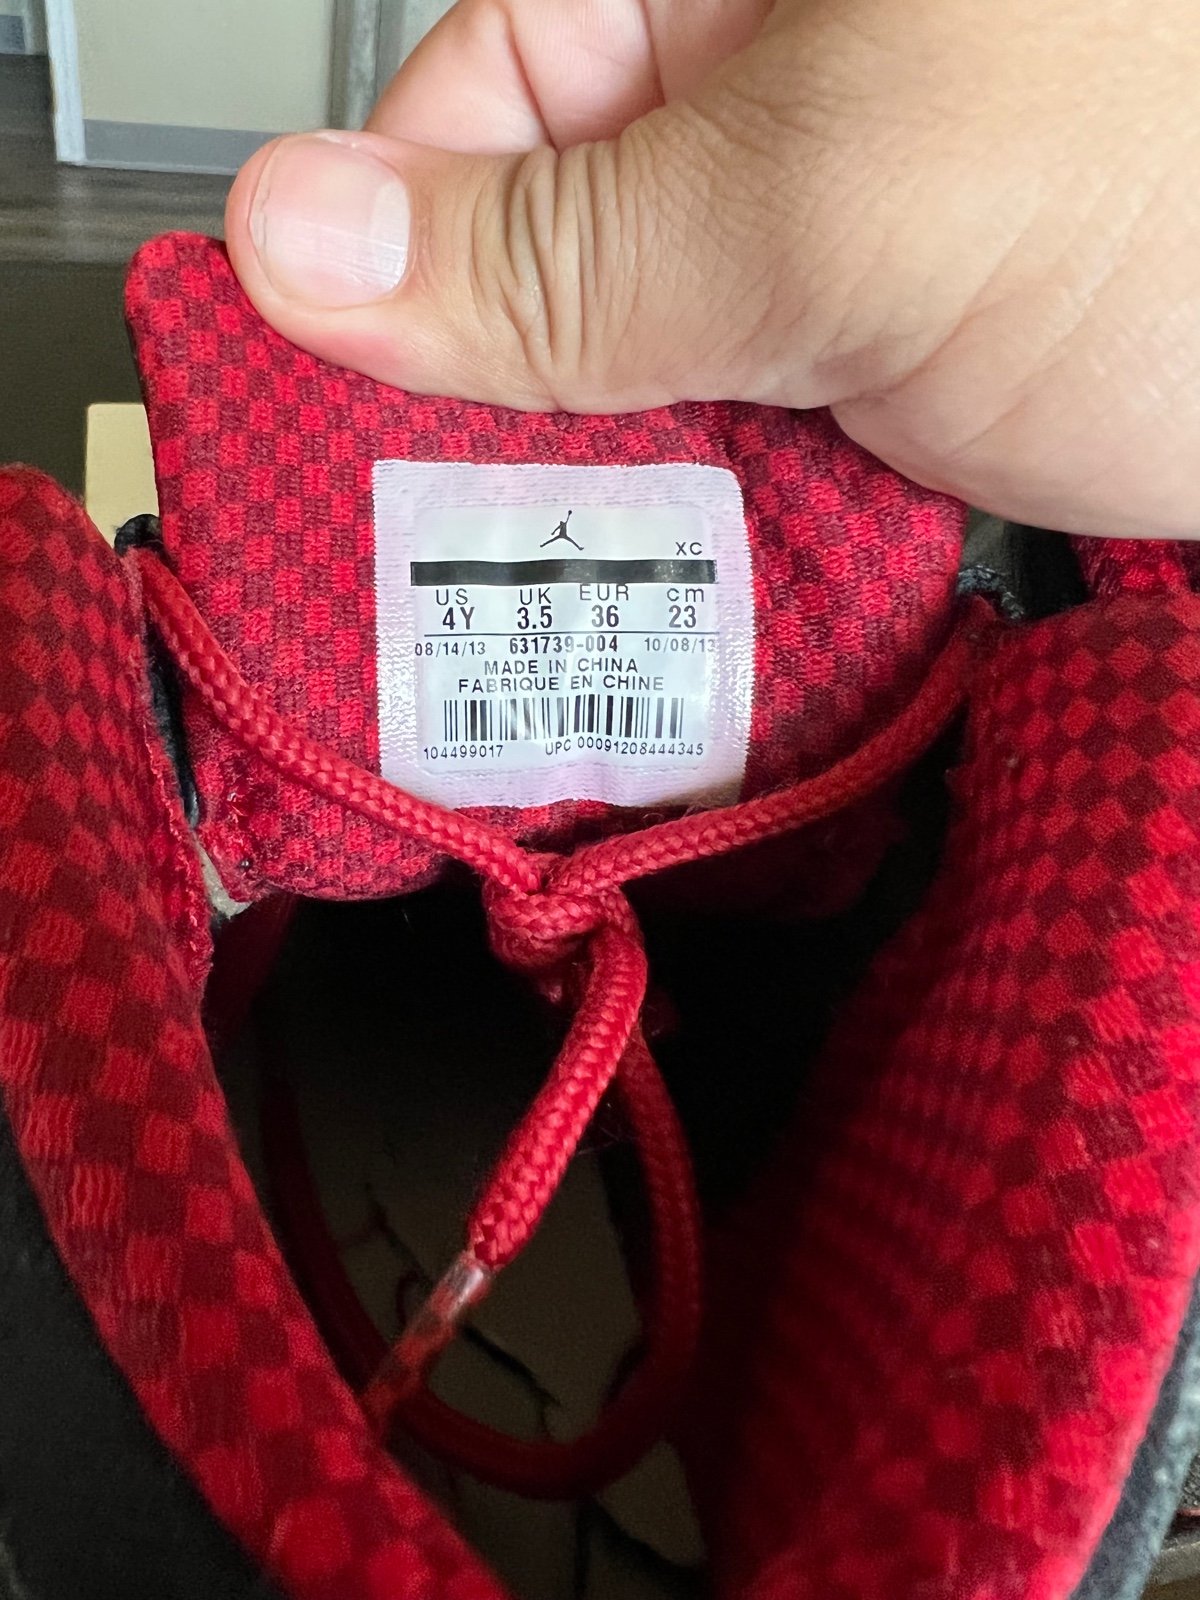 XC
US UK EUR cm
4Y 3.5 36 23
08/14/13 631739-004 10/08/13
MADE IN CHINA
FABRIQUE EN CHINE
104499017 UPC 00091208444345